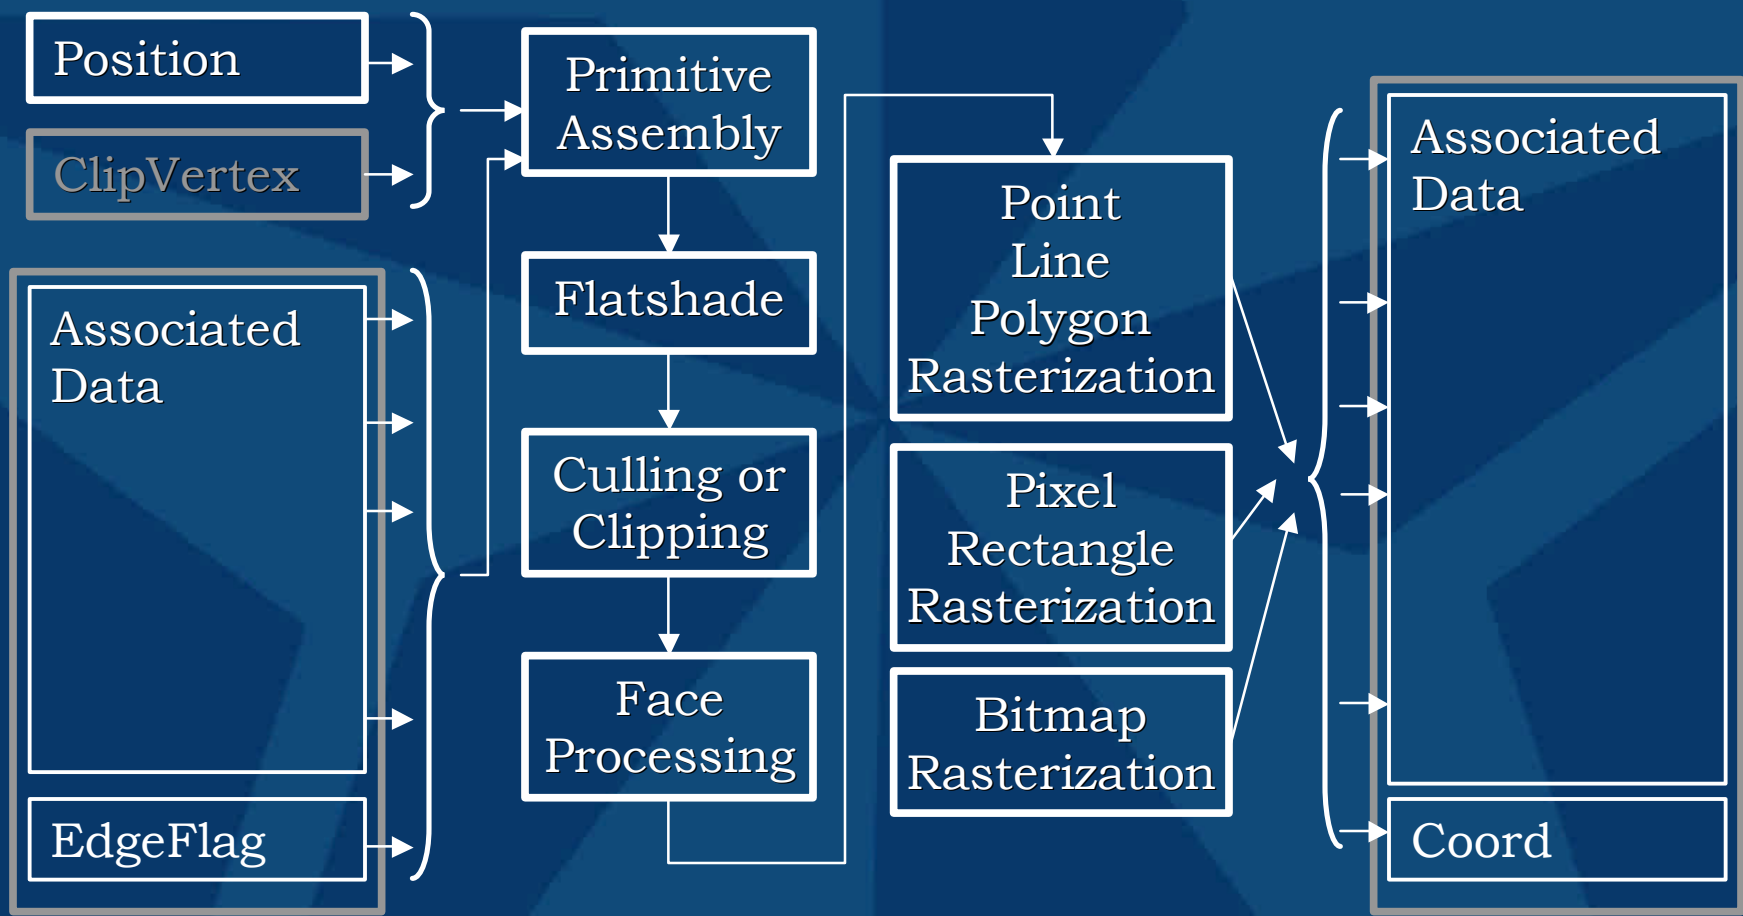 Position
ClipVertex
Associated
Data
EdgeFlag
Primitive
Assembly
Flatshade
Culling or
Clipping
Face
Processing
Point
Line
Polygon
Rasterization
Pixel
Rectangle
Rasterization
Bitmap
Rasterization
Associated
Data
Coord